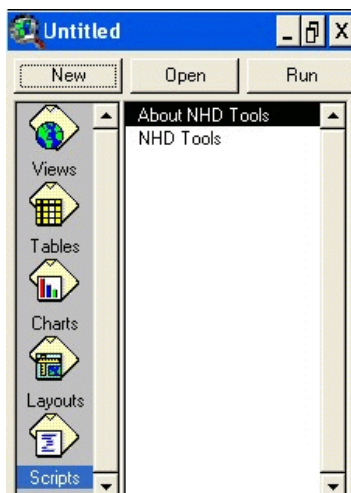 Untitled
New Open Run
About NHD Tools
NHD Tools
Views
Tables
Charts
Layouts
Scripts